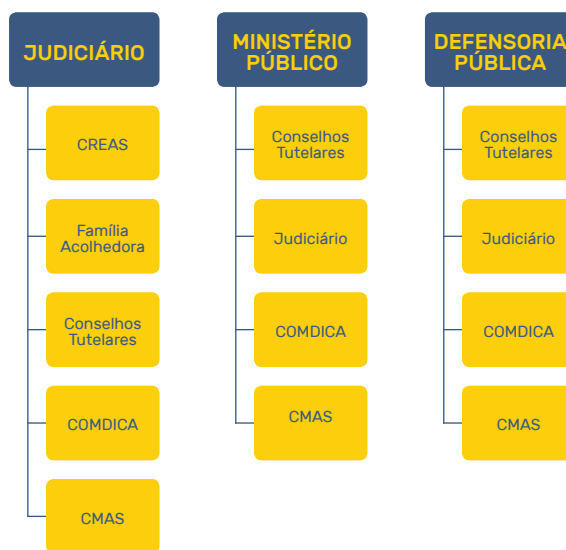 JUDICIÁRIO
CREAS
Família
Acolhedora
Conselhos
Tutelares
COMDICA
CMAS
MINISTÉRIO
PÚBLICO
Conselhos
Tutelares
Judiciário
COMDICA
CMAS
DEFENSORIA
PÚBLICA
Conselhos
Tutelares
Judiciário
COMDICA
CMAS